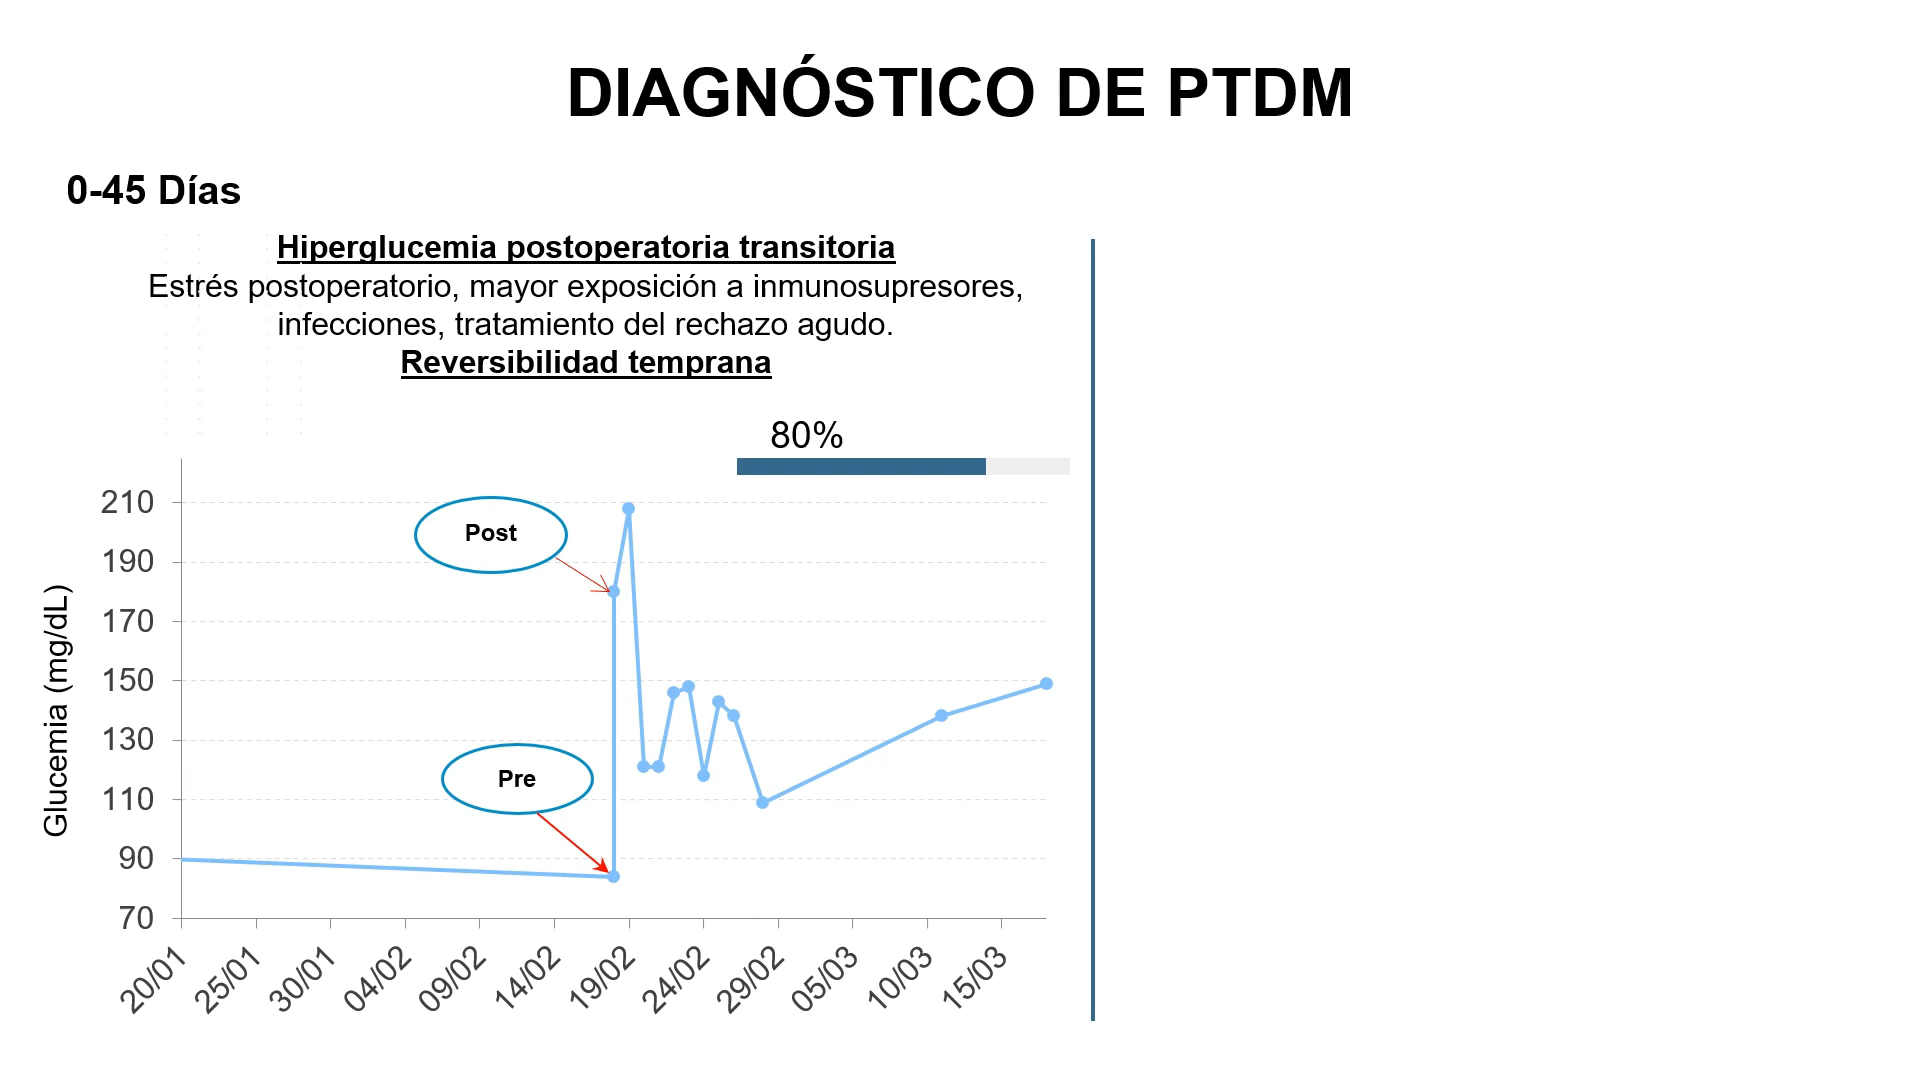 DIAGNÓSTICO DE PTDM
0-45 Días
Hiperglucemia postoperatoria transitoria
Estrés postoperatorio, mayor exposición a inmunosupresores,
infecciones, tratamiento del rechazo agudo.
Reversibilidad temprana
80%
Glucemia (mg/dL)
210
190
170
150
130
110
90
70
Post
Pre
20/01
25/01
30/01
04/02
09/02
14/02
19/02
24/02
29/02
05/03
10/03
15/03